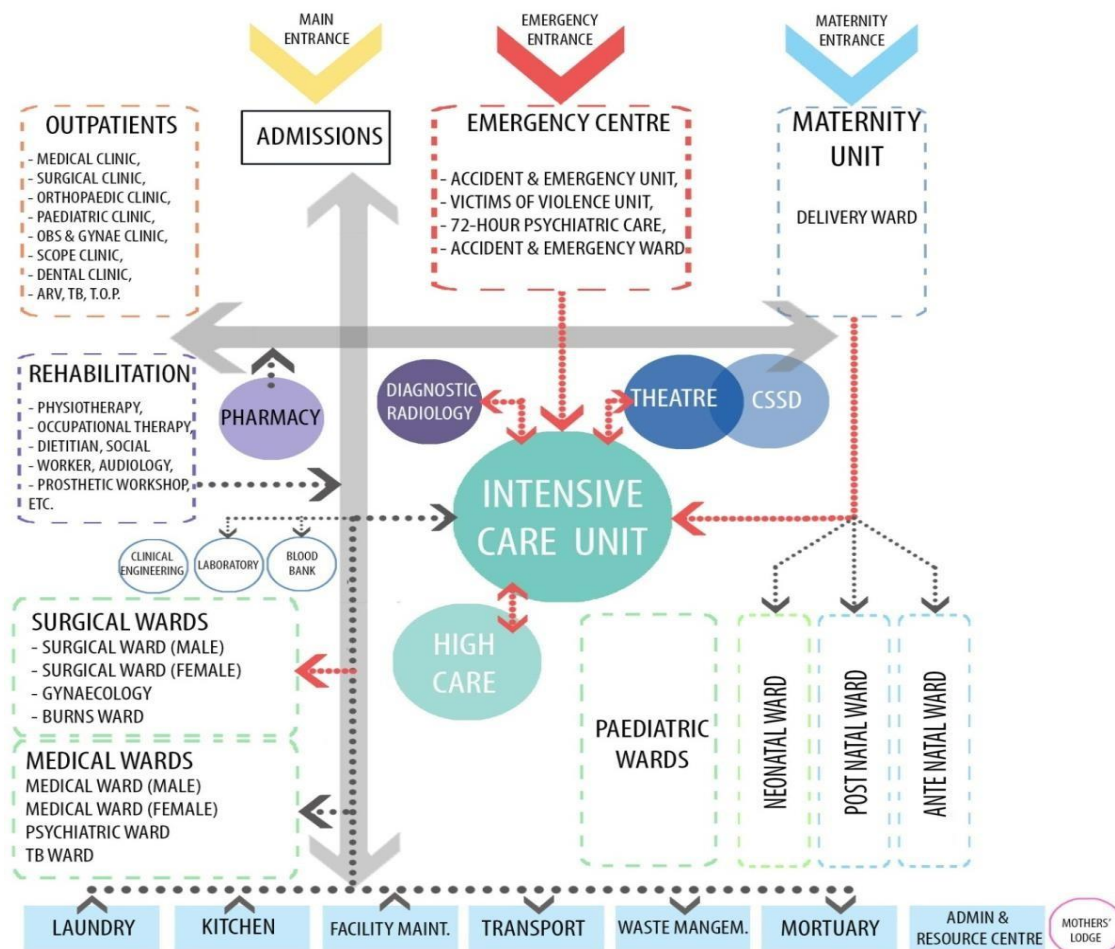 MAIN
ENTRANCE
EMERGENCY
ENTRANCE
MATERNITY
ENTRANCE
OUTPATIENTS
- MEDICAL CLINIC,
- SURGICAL CLINIC,
- ORTHOPAEDIC CLINIC,
- PAEDIATRIC CLINIC,
- OBS & GYNAE CLINIC,
- SCOPE CLINIC,
- DENTAL CLINIC,
- ARV, TB, T.O.P.
ADMISSIONS
EMERGENCY CENTRE
- ACCIDENT & EMERGENCY UNIT,
- VICTIMS OF VIOLENCE UNIT,
- 72-HOUR PSYCHIATRIC CARE,
- ACCIDENT & EMERGENCY WARD
MATERNITY
UNIT
DELIVERY WARD
REHABILITATION
- PHYSIOTHERAPY,
- OCCUPATIONAL THERAPY,
- DIETITIAN, SOCIAL
- WORKER, AUDIOLOGY,
- PROSTHETIC WORKSHOP,
ETC.
PHARMACY
DIAGNOSTIC
RADIOLOGY
THEATRE
CSSD
INTENSIVE
CARE UNIT
CLINICAL
ENGINEERING
LABORATORY
BLOOD
BANK
HIGH
CARE
SURGICAL WARDS
- SURGICAL WARD (MALE)
- SURGICAL WARD (FEMALE)
- GYNAECOLOGY
- BURNS WARD
MEDICAL WARDS
MEDICAL WARD (MALE)
MEDICAL WARD (FEMALE)
PSYCHIATRIC WARD
TB WARD
PAEDIATRIC
WARDS
NEONATAL WARD
POST NATAL WARD
ANTE NATAL WARD
LAUNDRY
KITCHEN
FACILITY MAINT.
TRANSPORT
WASTE MANGEM.
MORTUARY
ADMIN &
RESOURCE CENTRE
MOTHERS'
LODGE